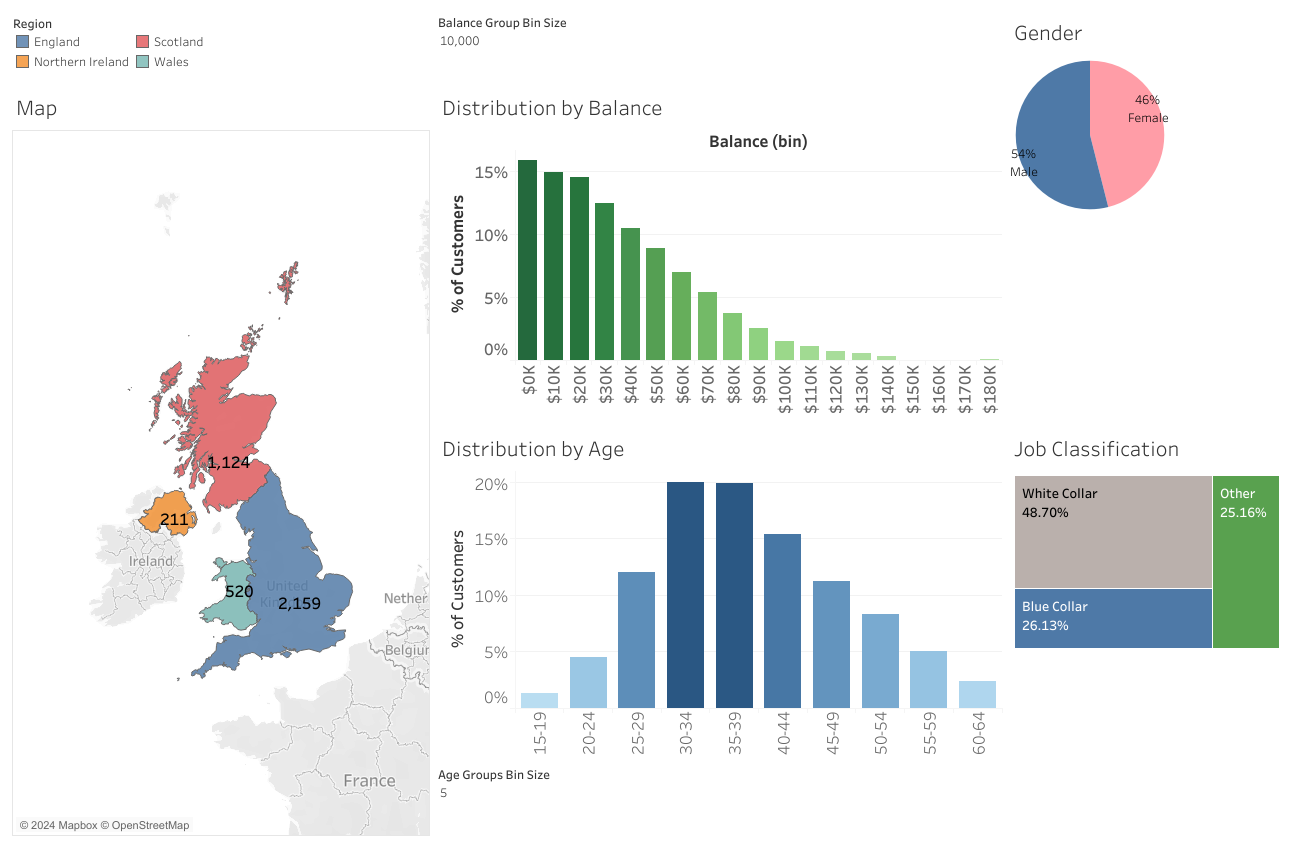 Region
England
Scotland
Northern Ireland
Wales
Map
1,124
211
Ireland
520
United
Kin
2,159
Nether
Belgiun
France
© 2024 Mapbox © OpenStreetMap
Balance Group Bin Size
10,000
Distribution by Balance
Balance (bin)
% of Customers
15%
10%
5%
0%
$0K
$10K
$20K
$30K
$40K
$50K
$60K
$70K
$80K
$90K
$100K
$110K
$120K
$130K
$140K
$150K
$160K
$170K
$180K
Distribution by Age
% of Customers
20%
15%
10%
5%
0%
15-19
20-24
25-29
30-34
35-39
40-44
45-49
50-54
55-59
60-64
Age Groups Bin Size
5
Gender
46%
Female
54%
Male
Job Classification
White Collar
48.70%
Other
25.16%
Blue Collar
26.13%